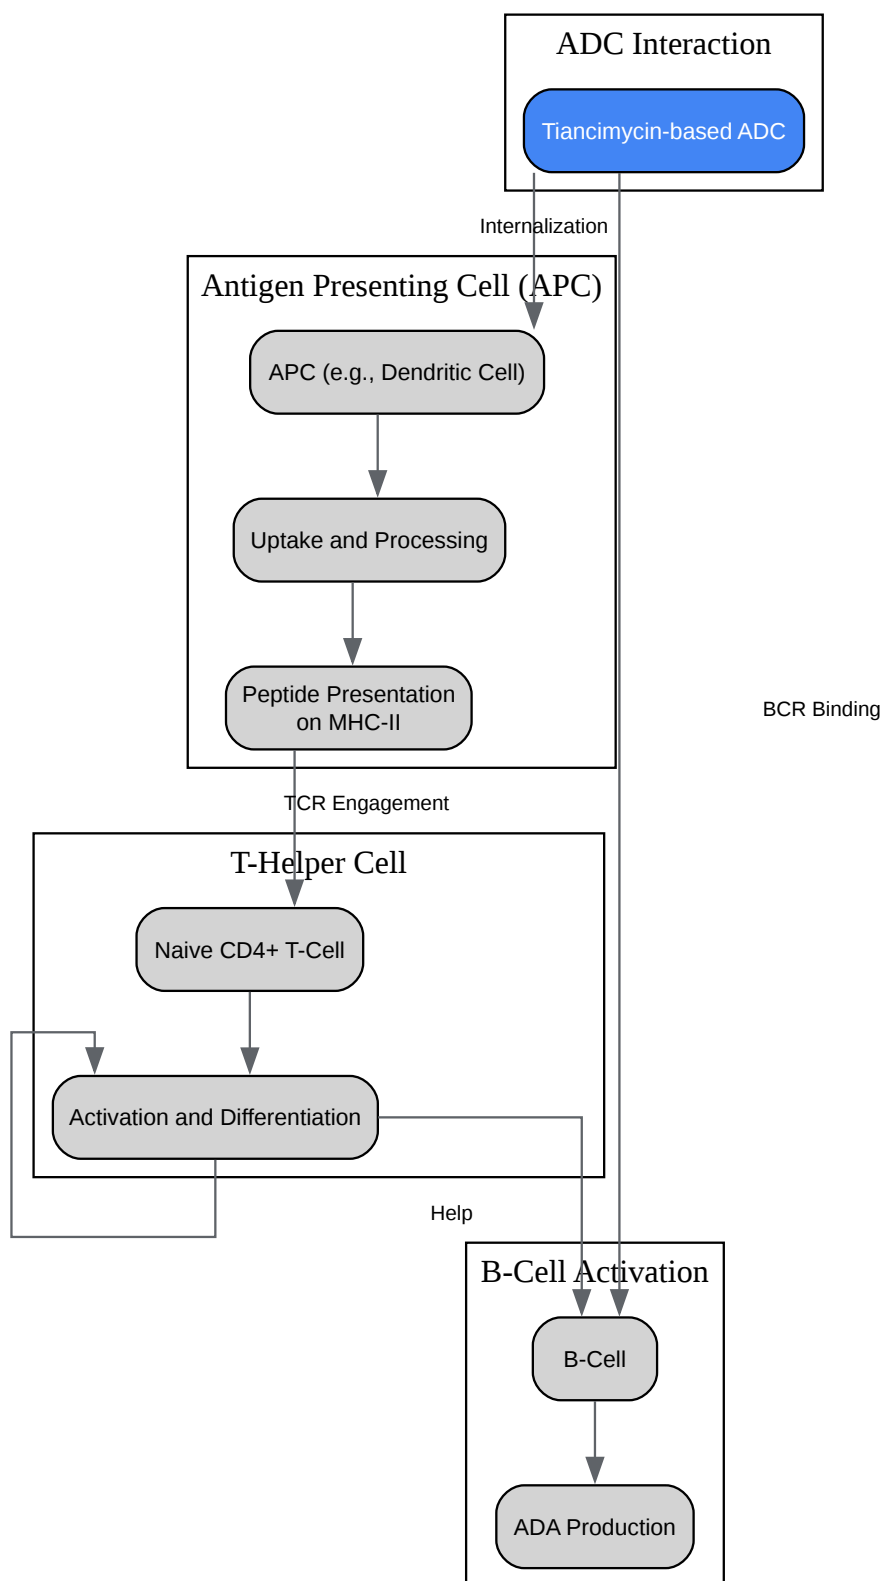 ADC Interaction
Tiancimycin-based ADC
Internalization
Antigen Presenting Cell (APC)
APC (e.g., Dendritic Cell)
Uptake and Processing
Peptide Presentation
on MHC-II
BCR Binding
TCR Engagement
T-Helper Cell
Naive CD4+ T-Cell
Activation and Differentiation
Help
B-Cell Activation
B-Cell
ADA Production